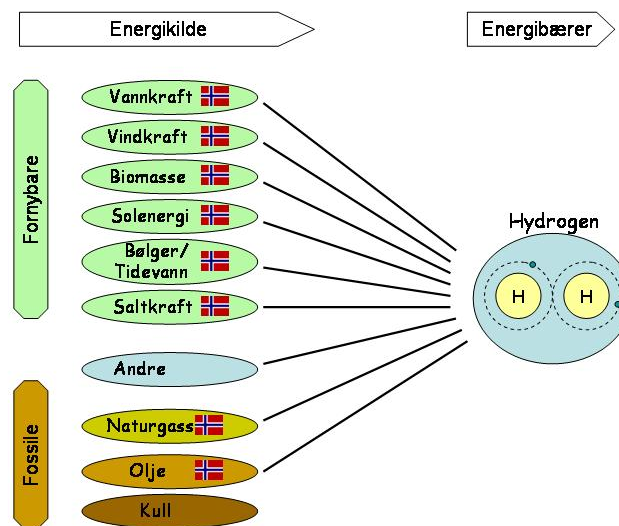 Energikilde
Energibærer
Fornybare
Vannkraft
Vindkraft
Biomasse
Solenergi
Bølger/
Tidevann
Saltkraft
Andre
Fossile
Naturgass
Olje
Kull
Hydrogen
H
H